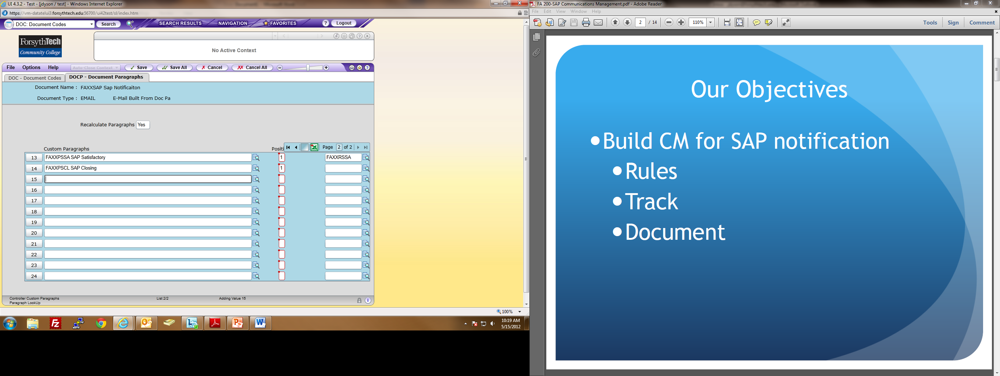 UI 4.3.2 - Test - [jdyson / test] - Windows Internet Explorer
https://vm-datatelui3.forsythtech.edu:56700/ui42test/sl/index.htm
DOC: Document Codes
Search
SEARCH RESULTS
NAVIGATION
FAVORITES
?
Logout
ForsythTech
Community College
No Active Context
File
Options
Help
Auto-Close Context
Save
Save All
Cancel
Cancel All
DOC - Document Codes
DOCP - Document Paragraphs
Document Name : FAXXSAP Sap Notificaiton
Document Type : EMAIL E-Mail Built From Doc Pa
Recalculate Paragraphs Yes
Custom Paragraphs
Positi
Page 2 of 2
13 FAXXPSSA SAP Satisfactory 1 FAXXRSSA
14 FAXXPSCL SAP Closing 1
15
16
17
18
19
20
21
22
23
24
Controller Custom Paragraphs
Paragraph LookUp
List 2/2
Adding Value 15
100%
10:19 AM
5/15/2012
FA 200-SAP Communications Management.pdf - Adobe Reader
File Edit View Window Help
2 / 14
110%
Tools
Sign
Comment
Our Objectives
•Build CM for SAP notification
•Rules
•Track
•Document